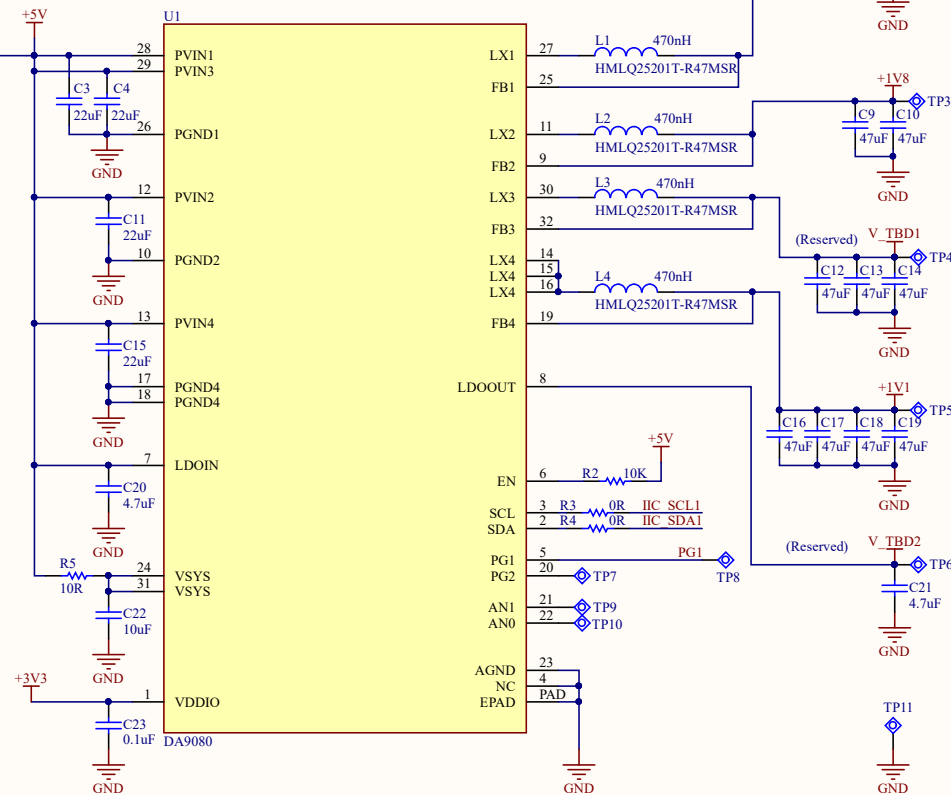 +5V
U1
GND
28 PVIN1
29 PVIN3
C3 C4
22uF 22uF
26 PGND1
GND
LX1 27 L1 470nH
HMLQ25201T-R47MSR
FB1 25
LX2 11 L2 470nH
HMLQ25201T-R47MSR
FB2 9
+1V8
TP3
C9 C10
47uF 47uF
GND
12 PVIN2
C11
22uF
10 PGND2
GND
LX3 30 L3 470nH
HMLQ25201T-R47MSR
FB3 32
(Reserved) V_TBD1
TP4
C12 C13 C14
47uF 47uF 47uF
GND
LX4 14
LX4 15
LX4 16 L4 470nH
HMLQ25201T-R47MSR
FB4 19
13 PVIN4
C15
22uF
17 PGND4
18 PGND4
GND
LDOOUT 8
+1V1
TP5
C16 C17 C18 C19
47uF 47uF 47uF 47uF
GND
7 LDOIN
C20
4.7uF
GND
+5V
EN 6 R2 10K
SCL 3 R3 0R IIC_SCL1
SDA 2 R4 0R IIC_SDA1
PG1 5 PG1
TP8
PG2 20 TP7
(Reserved) V_TBD2
TP6
C21
4.7uF
GND
R5
10R
24 VSYS
31 VSYS
C22
10uF
GND
AN1 21 TP9
AN0 22 TP10
AGND 23
NC 4
EPAD PAD
GND
+3V3
1 VDDIO
C23
0.1uF
GND
DA9080
TP11
GND